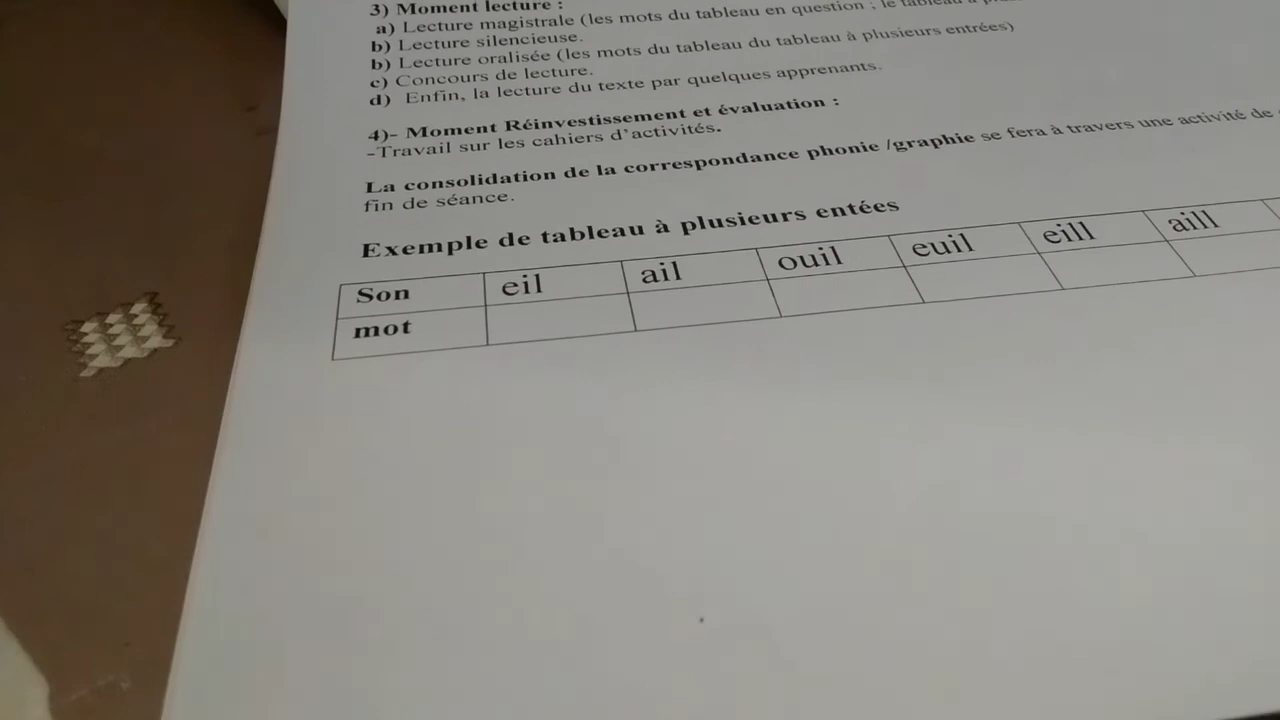 3) Moment lecture :
a) Lecture magistrale (les mots du tableau en question ; le tableau à
b) Lecture silencieuse.
b) Lecture oralisée (les mots du tableau du tableau à plusieurs entrées)
c) Concours de lecture.
d) Enfin, la lecture du texte par quelques apprenants.
4)- Moment Réinvestissement et évaluation :
-Travail sur les cahiers d'activités.
La consolidation de la correspondance phonie /graphie se fera à travers une activité de
fin de séance.
Exemple de tableau à plusieurs entées
Son eil ail ouil euil eill aill
mot